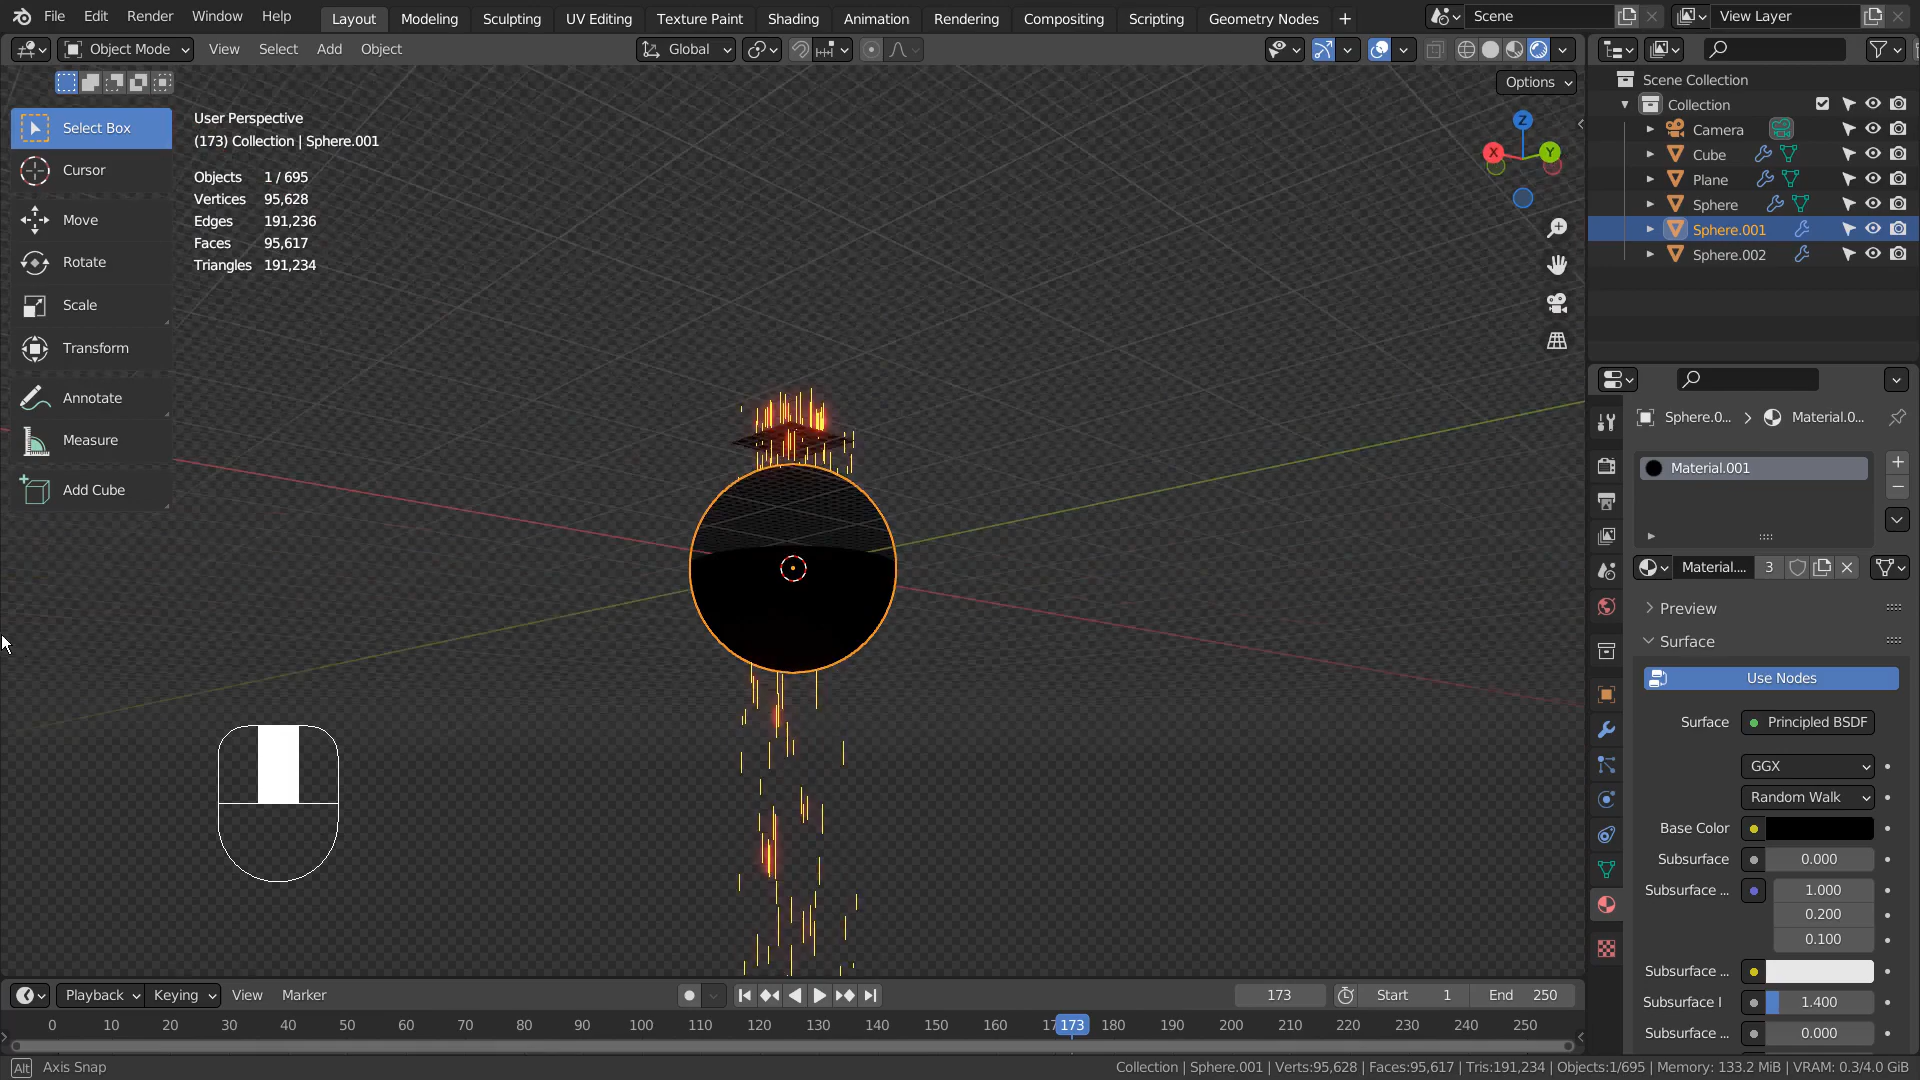 File Edit Render Window Help Layout Modeling Sculpting UV Editing Texture Paint Shading Animation Rendering Compositing Scripting Geometry Nodes + Scene View Layer
Object Mode View Select Add Object Global
Options
Select Box
Cursor
Move
Rotate
Scale
Transform
Annotate
Measure
Add Cube
User Perspective
(173) Collection | Sphere.001
Objects 1 / 695
Vertices 95,628
Edges 191,236
Faces 95,617
Triangles 191,234
Z
X
Y
Scene Collection
Collection
Camera
Cube
Plane
Sphere
Sphere.001
Sphere.002
Sphere.0... > Material.0...
Material.001
Material.... 3
Preview
Surface
Use Nodes
Surface Principled BSDF
GGX
Random Walk
Base Color
Subsurface 0.000
Subsurface ... 1.000
0.200
0.100
Subsurface ...
Subsurface I 1.400
Subsurface ... 0.000
Playback Keying View Marker 173 Start 1 End 250
0 10 20 30 40 50 60 70 80 90 100 110 120 130 140 150 160 17 173 180 190 200 210 220 230 240 250
Alt Axis Snap
Collection | Sphere.001 | Verts:95,628 | Faces:95,617 | Tris:191,234 | Objects:1/695 | Memory: 133.2 MiB | VRAM: 0.3/4.0 GiB